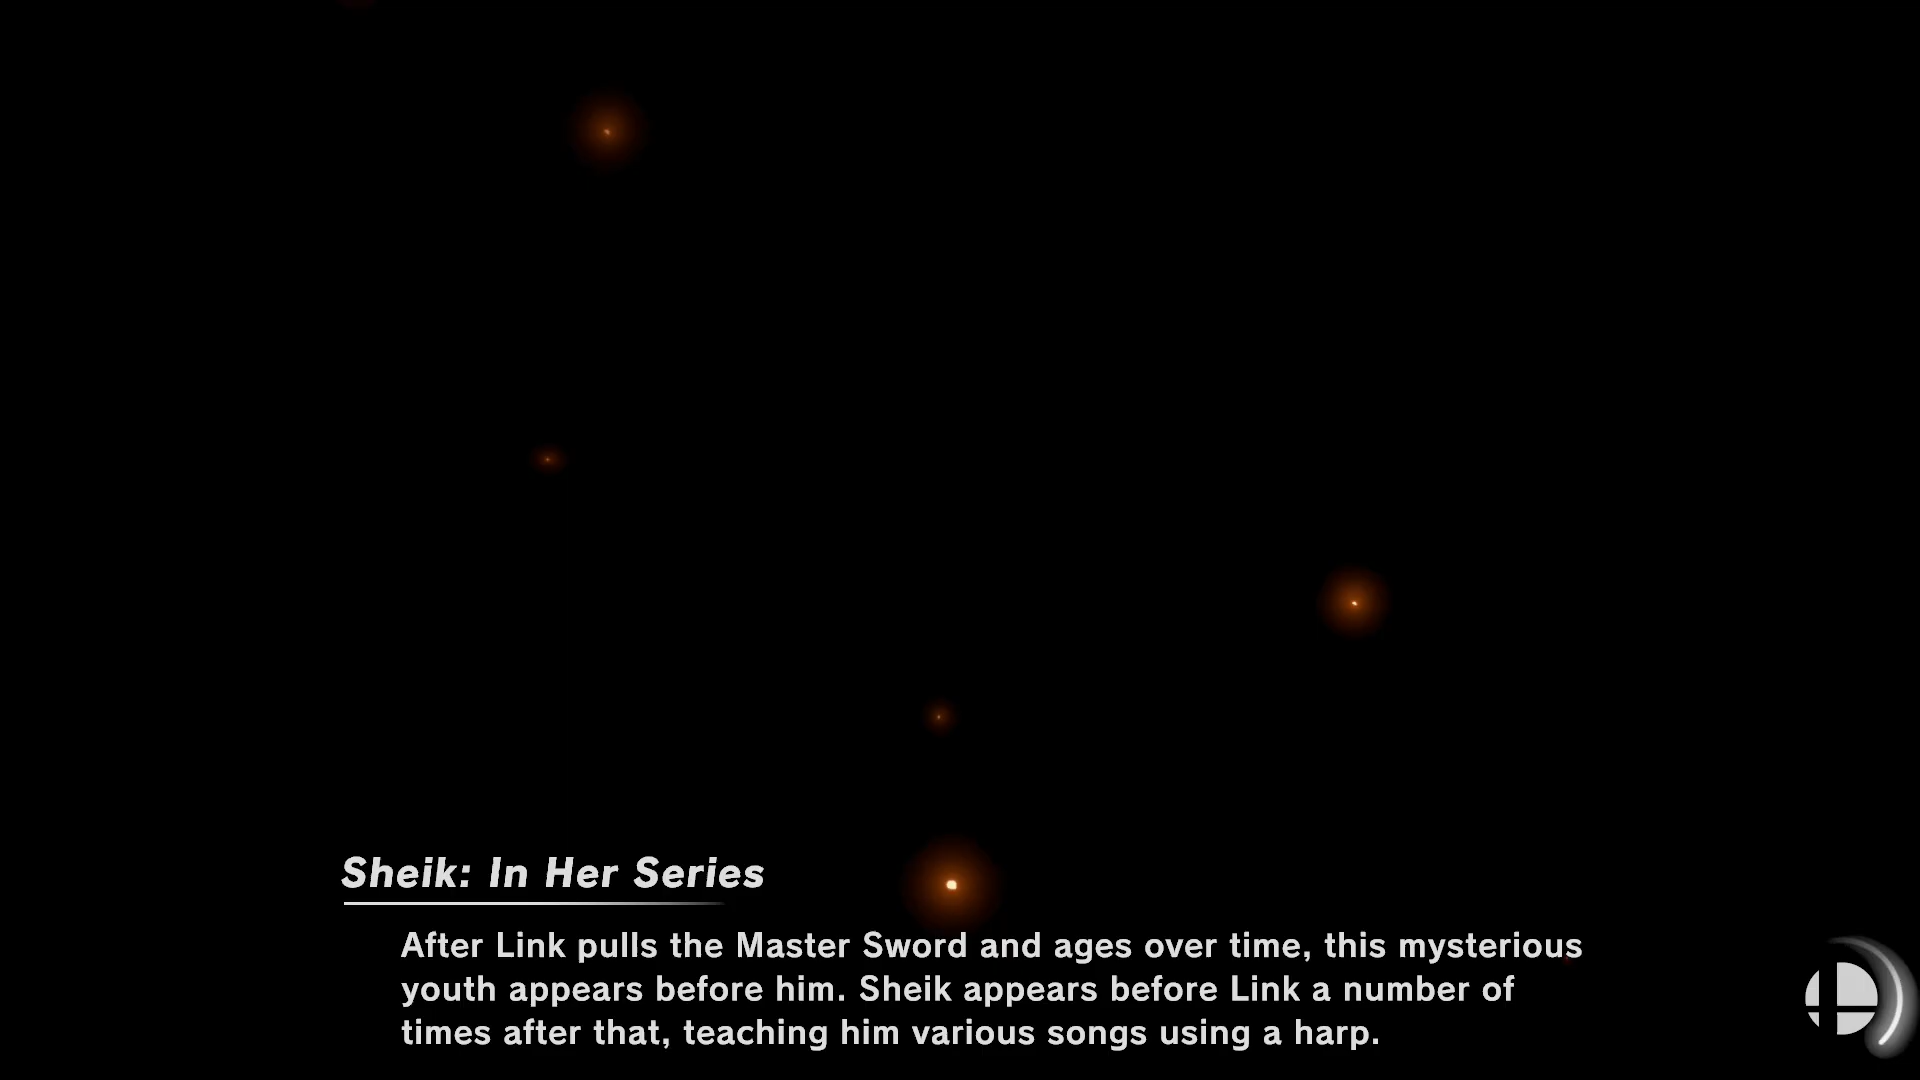 Sheik: In Her Series
After Link pulls the Master Sword and ages over time, this mysterious
youth appears before him. Sheik appears before Link a number of
times after that, teaching him various songs using a harp.